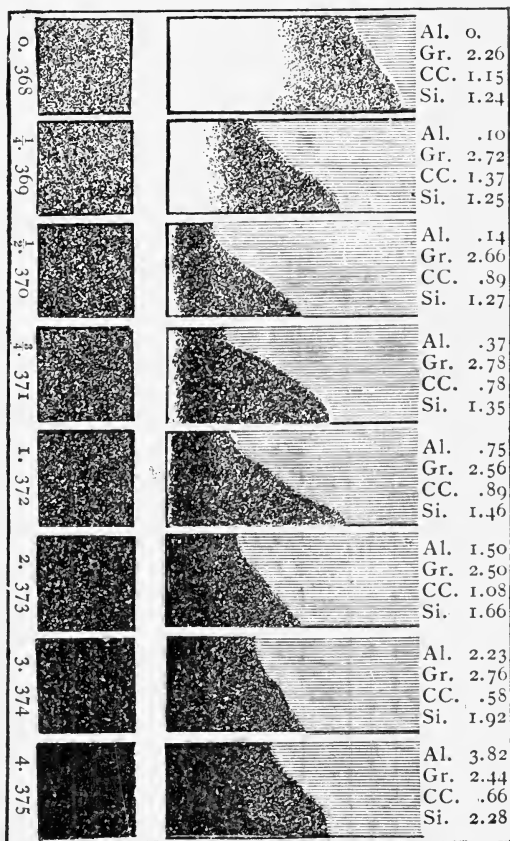 0. 368
Al. 0.
Gr. 2.26
CC. 1.15
Si. 1.24
¼. 369
Al. .10
Gr. 2.72
CC. 1.37
Si. 1.25
½. 370
Al. .14
Gr. 2.66
CC. .89
Si. 1.27
¾. 371
Al. .37
Gr. 2.78
CC. .78
Si. 1.35
1. 372
Al. .75
Gr. 2.56
CC. .89
Si. 1.46
2. 373
Al. 1.50
Gr. 2.50
CC. 1.08
Si. 1.66
3. 374
Al. 2.23
Gr. 2.76
CC. .58
Si. 1.92
4. 375
Al. 3.82
Gr. 2.44
CC. .66
Si. 2.28